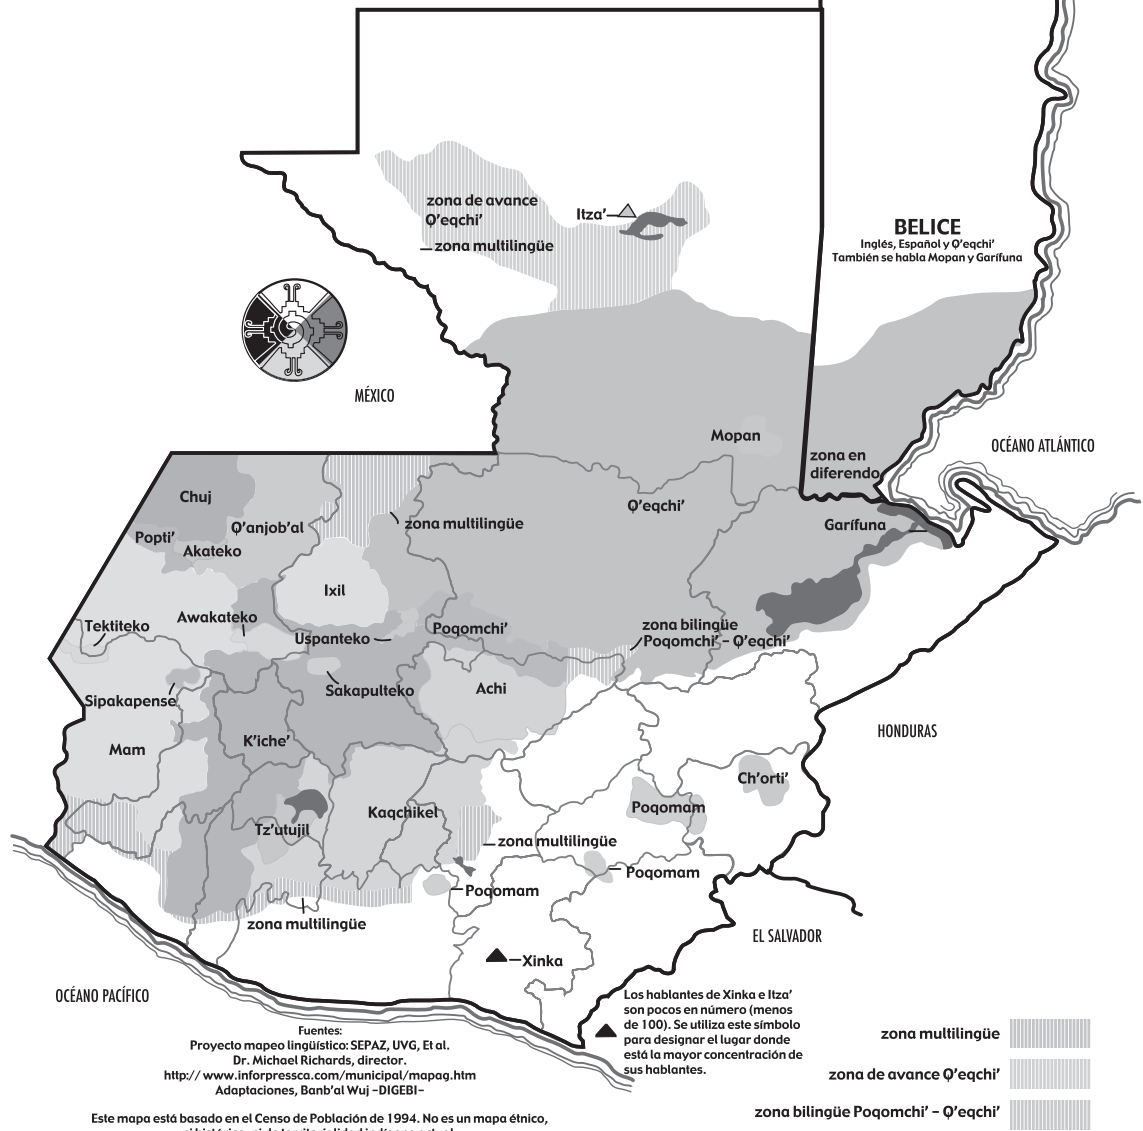 zona de avance
Q'eqchi'
zona multilingüe
Itza'
BELICE
Inglés, Español y Q'eqchi'
También se habla Mopan y Garífuna
MÉXICO
Mopan
zona en
diferendo
OCÉANO ATLÁNTICO
Chuj
Q'anjob'al
Popti'
Akateko
zona multilingüe
Q'eqchi'
Garífuna
Ixil
Awakateko
Tektiteko
Uspanteko
Poqomchi'
zona bilingüe
Poqomchi' - Q'eqchi'
Sakapulteko
Achi
Sipakapense
K'iche'
Mam
HONDURAS
Ch'orti'
Poqomam
Kaqchikel
Tz'utujil
zona multilingüe
Poqomam
Poqomam
zona multilingüe
EL SALVADOR
Xinka
OCÉANO PACÍFICO
Los hablantes de Xinka e Itza'
son pocos en número (menos
de 100). Se utiliza este símbolo
para designar el lugar donde
está la mayor concentración de
sus hablantes.
Fuentes:
Proyecto mapeo lingüístico: SEPAZ, UVG, Et al.
Dr. Michael Richards, director.
http:// www.inforpressca.com/municipal/mapag.htm
Adaptaciones, Banb'al Wuj -DIGEBI-
zona multilingüe
zona de avance Q'eqchi'
zona bilingüe Poqomchi' - Q'eqchi'
Este mapa está basado en el Censo de Población de 1994. No es un mapa étnico,